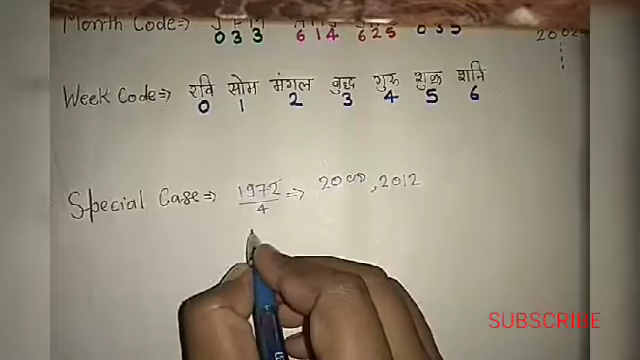 Month Code⇒ 0 3 3 6 1 4 6 2 5 0 3 5
Week Code⇒ रवि सोम मंगल बुद्ध गुरु शुक्र शनि
0 1 2 3 4 5 6
Special Case⇒ 1972/4 ⇒ 2000, 2012
SUBSCRIBE